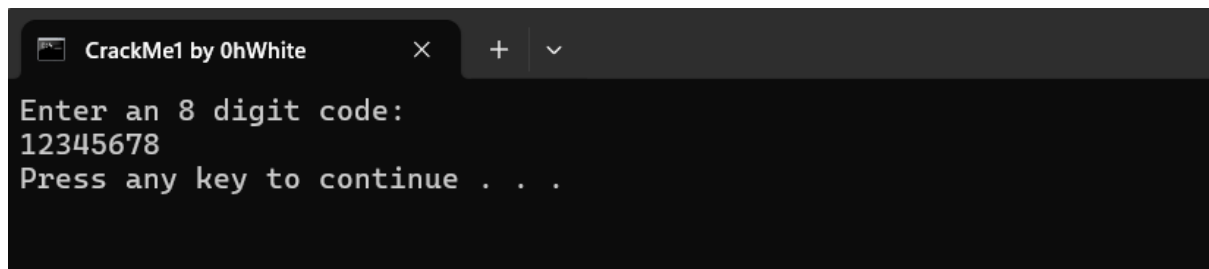 CrackMe1 by 0hWhite
Enter an 8 digit code:
12345678
Press any key to continue . . .